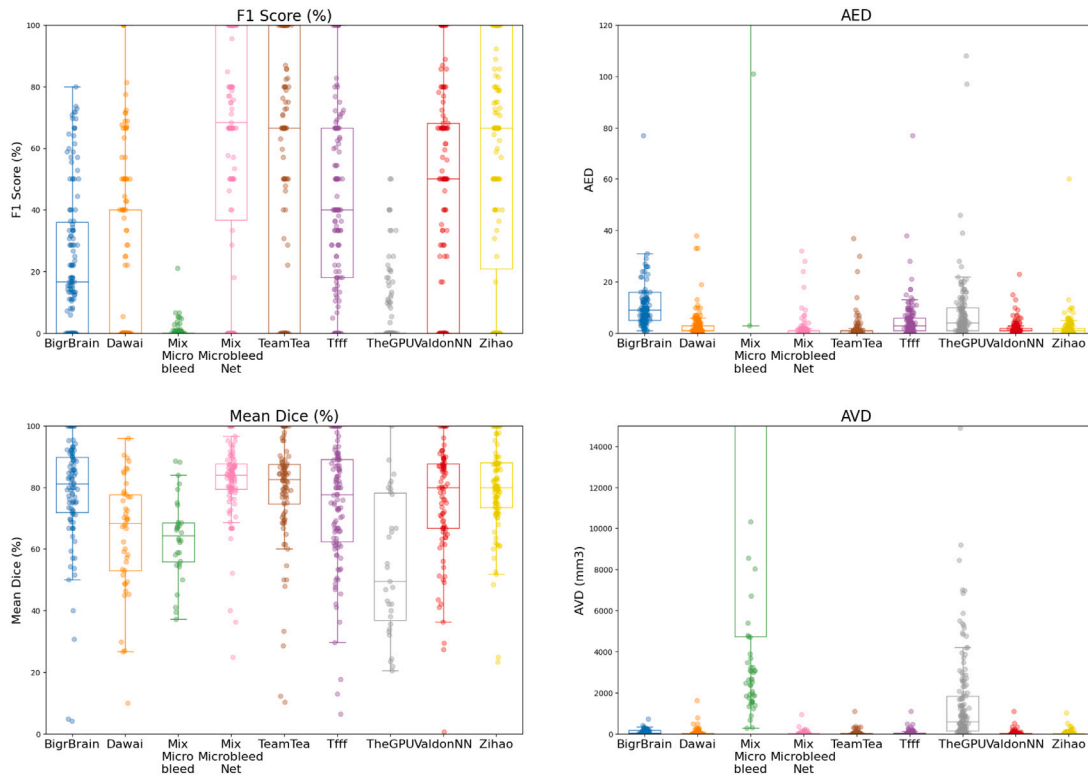 F1 Score (%)
F1 Score (%)
100
80
60
40
20
0
BigrBrain
Dawai
Mix
Micro
bleed
Mix
Microbleed
Net
TeamTea
Tfff
TheGPU
ValdonNN
Zihao
AED
AED
120
100
80
60
40
20
0
BigrBrain
Dawai
Mix
Micro
bleed
Mix
Microbleed
Net
TeamTea
Tfff
TheGPU
ValdonNN
Zihao
Mean Dice (%)
Mean Dice (%)
100
80
60
40
20
0
BigrBrain
Dawai
Mix
Micro
bleed
Mix
Microbleed
Net
TeamTea
Tfff
TheGPU
ValdonNN
Zihao
AVD
AVD (mm3)
14000
12000
10000
8000
6000
4000
2000
0
BigrBrain
Dawai
Mix
Micro
bleed
Mix
Microbleed
Net
TeamTea
Tfff
TheGPU
ValdonNN
Zihao